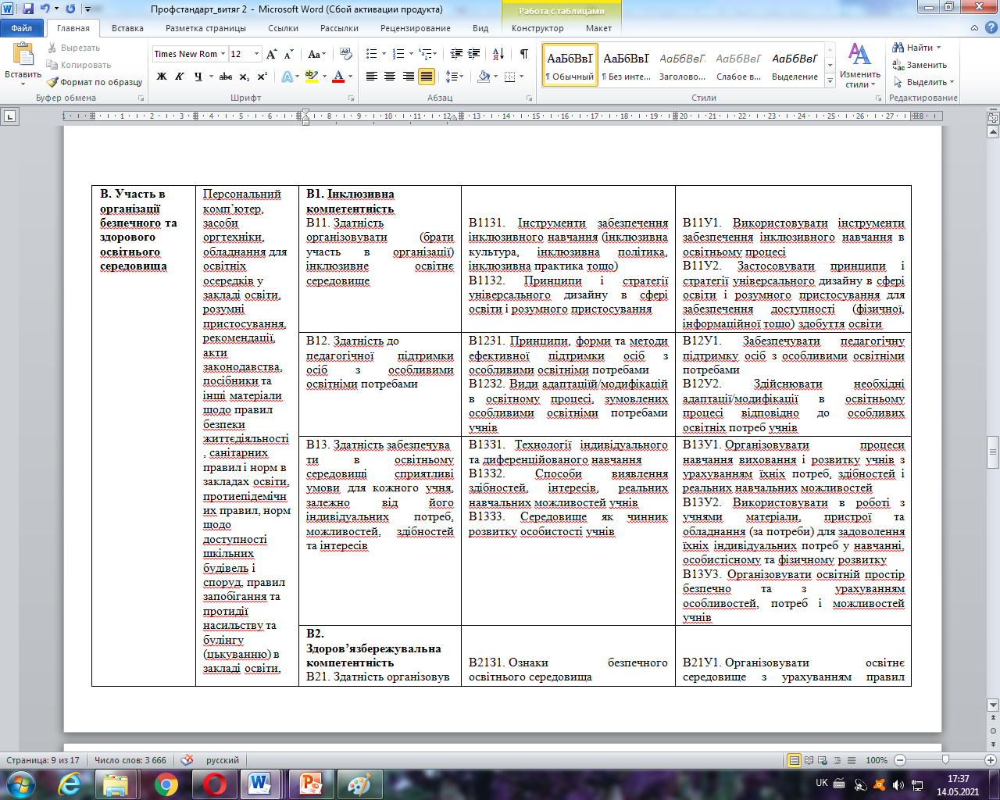 Профстандарт_витяг 2 - Microsoft Word (Сбой активации продукта)
Работа с таблицами
Файл
Главная
Вставка
Разметка страницы
Ссылки
Рассылки
Рецензирование
Вид
Конструктор
Макет
Вставить
Вырезать
Копировать
Формат по образцу
Буфер обмена
Times New Rom
12
Шрифт
Абзац
АаБбВвГ
¶ Обычный
АаБбВвГ
¶ Без инте...
АаБбВвГ
Заголово...
АаБбВвГ
Слабое в...
АаБбВвГ
Выделение
Стили
Изменить стили
Найти
Заменить
Выделить
Редактирование
В. Участь в
організації
безпечного та
здорового
освітнього
середовища
Персональний
комп’ютер,
засоби
оргтехніки,
обладнання для
освітніх
осередків у
закладі освіти,
розумні
пристосування,
рекомендації,
акти
законодавства,
посібники та
інші матеріали
щодо правил
безпеки
життєдіяльності
, санітарних
правил і норм в
закладах освіти,
протиепідемічн
их правил, норм
щодо
доступності
шкільних
будівель і
споруд, правил
запобігання та
протидії
насильству та
булінгу
(цькуванню) в
закладі освіти,
В1. Інклюзивна
компетентність
В11. Здатність
організовувати (брати
участь в організації)
інклюзивне освітнє
середовище
В11З1. Інструменти забезпечення
інклюзивного навчання (інклюзивна
культура, інклюзивна політика,
інклюзивна практика тощо)
В11З2. Принципи і стратегії
універсального дизайну в сфері
освіти і розумного пристосування
В11У1. Використовувати інструменти
забезпечення інклюзивного навчання в
освітньому процесі
В11У2. Застосовувати принципи і
стратегії універсального дизайну в сфері
освіти і розумного пристосування для
забезпечення доступності (фізичної,
інформаційної тощо) здобуття освіти
В12. Здатність до
педагогічної підтримки
осіб з особливими
освітніми потребами
В12З1. Принципи, форми та методи
ефективної підтримки осіб з
особливими освітніми потребами
В12З2. Види адаптацїїй/модифікацій
в освітному процесі, зумовлених
особливими освітніми потребами
учнів
В12У1. Забезпечувати педагогічну
підтримку осіб з особливими освітніми
потребами
В12У2. Здійснювати необхідні
адаптації/модифікації в освітньому
процесі відповідно до особливих
освітніх потреб учнів
В13. Здатність забезпечува
ти в освітньому
середовищі сприятливі
умови для кожного учня,
залежно від його
індивідуальних потреб,
можливостей, здібностей
та інтересів
В13З1. Технології індивідуального
та диференційованого навчання
В13З2. Способи виявлення
здібностей, інтересів, реальних
навчальних можливостей учнів
В13З3. Середовище як чинник
розвитку особистості учнів
В13У1. Організовувати процеси
навчання виховання і розвитку учнів з
урахуванням їхніх потреб, здібностей і
реальних навчальних можливостей
В13У2. Використовувати в роботі з
учнями матеріали, пристрої та
обладнання (за потреби) для задоволення
їхніх індивідуальних потреб у навчанні,
особистісному та фізичному розвитку
В13У3. Організовувати освітній простір
безпечно та з урахуванням
особливостей, потреб і можливостей
учнів
В2.
Здоров’язбережувальна
компетентність
В21. Здатність організовув
В21З1. Ознаки безпечного
освітнього середовища
В21У1. Організовувати освітнє
середовище з урахуванням правил
Страница: 9 из 17
Число слов: 3 666
русский
100%
UK
17:37
14.05.2021